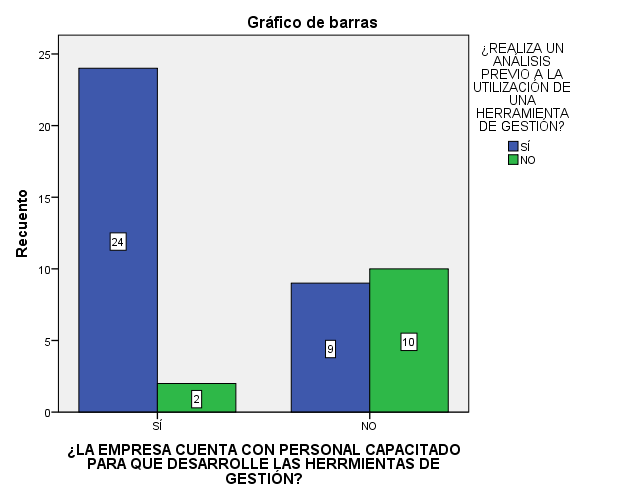 Gráfico de barras
¿REALIZA UN
ANÁLISIS
PREVIO A LA
UTILIZACIÓN DE
UNA
HERRAMIENTA
DE GESTIÓN?
SÍ
NO
Recuento
25
20
15
10
5
0
24
2
9
10
SÍ
NO
¿LA EMPRESA CUENTA CON PERSONAL CAPACITADO
PARA QUE DESARROLLE LAS HERRMIENTAS DE
GESTIÓN?